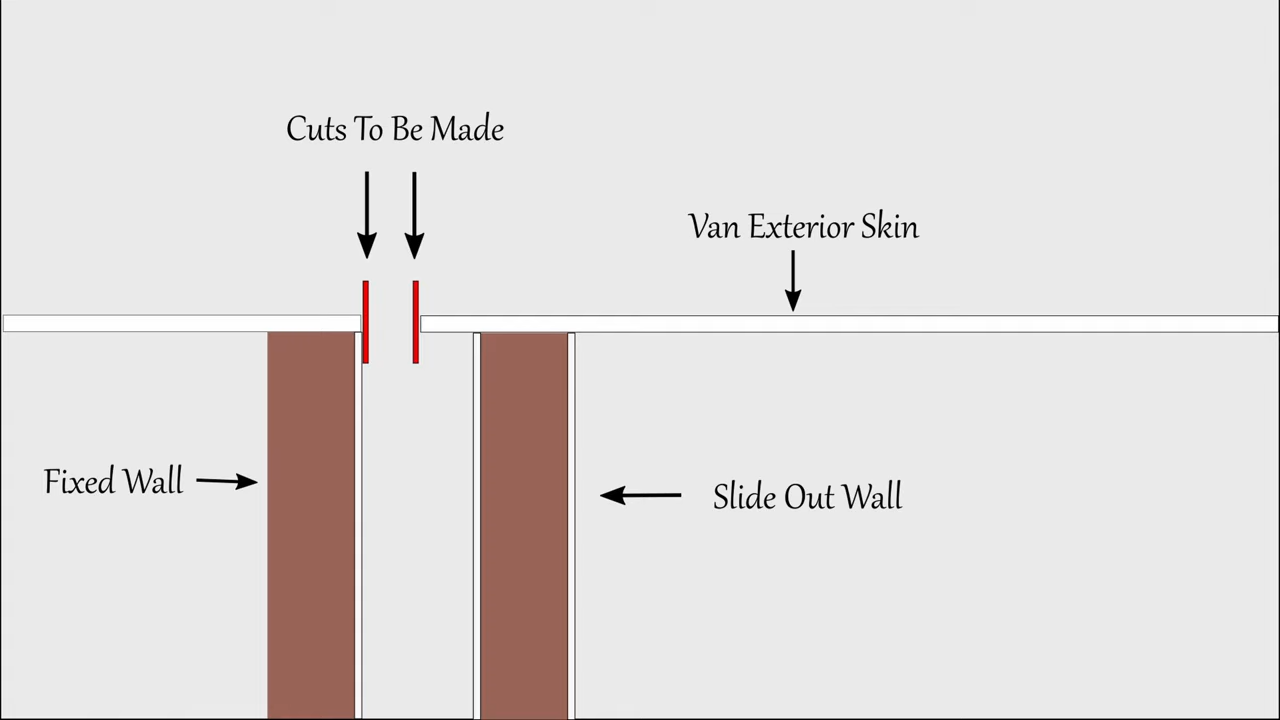 Cuts To Be Made
Van Exterior Skin
Fixed Wall
Slide Out Wall